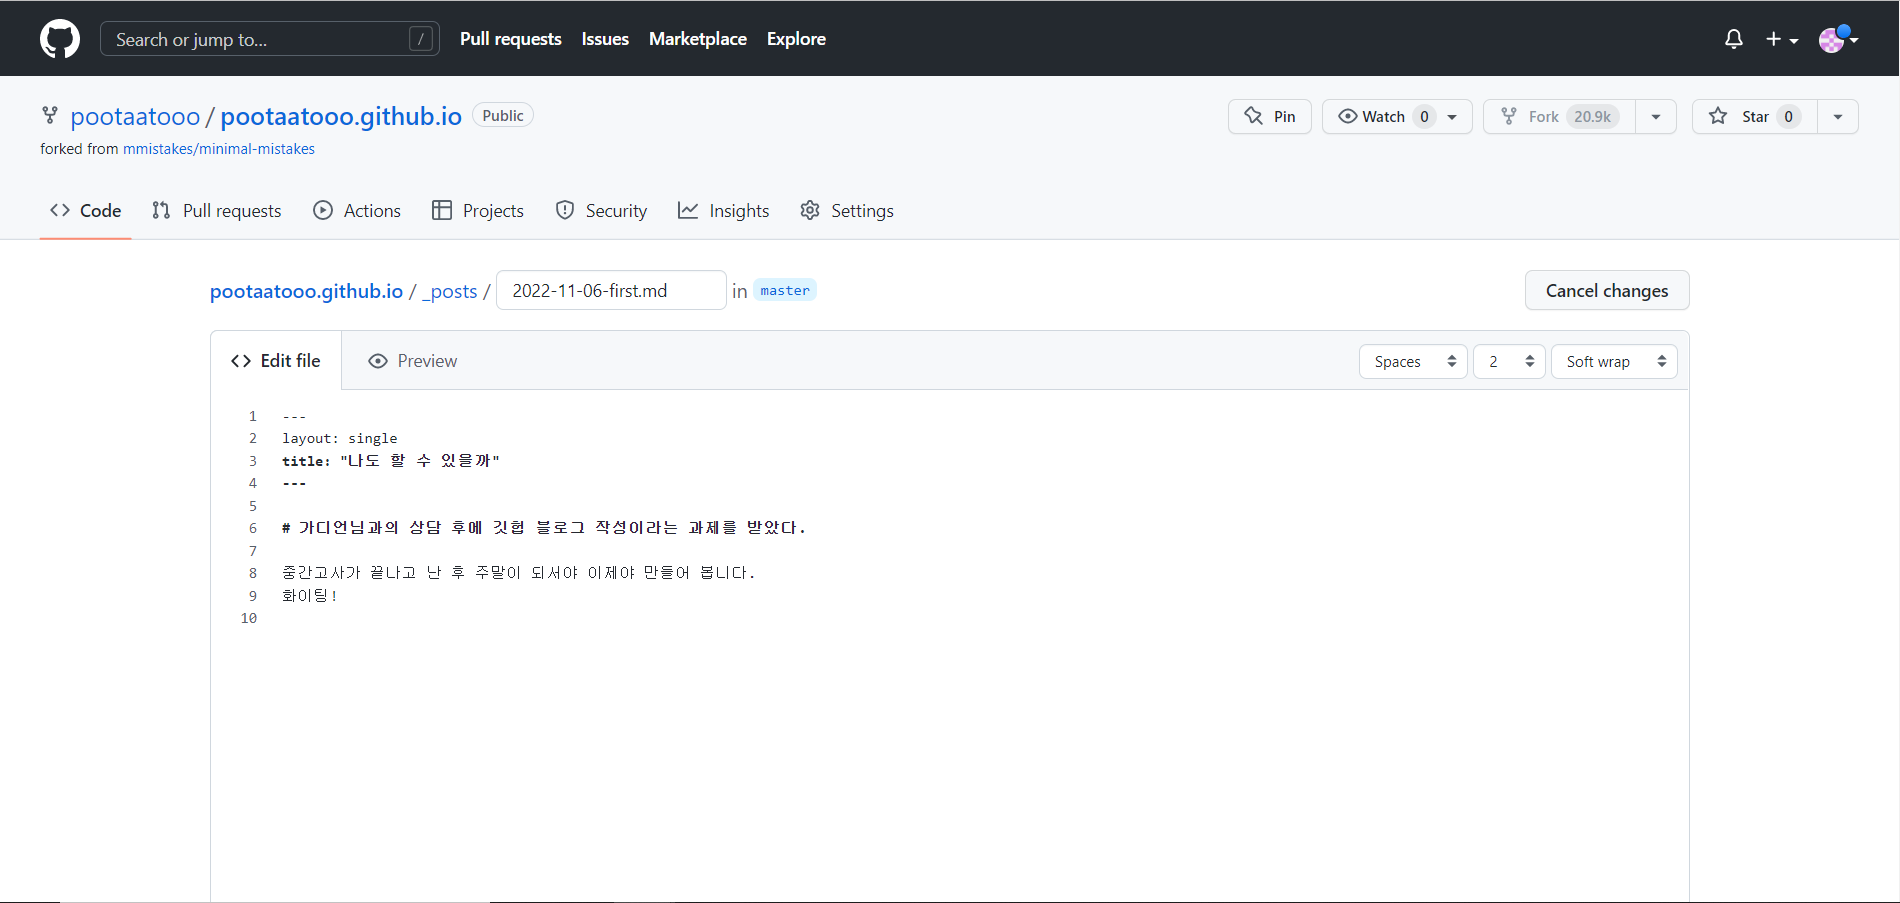 Search or jump to... /
Pull requests Issues Marketplace Explore
pootaatooo / pootaatooo.github.io Public
Pin Watch 0 Fork 20.9k Star 0
forked from mmistakes/minimal-mistakes
Code Pull requests Actions Projects Security Insights Settings
pootaatooo.github.io / _posts / 2022-11-06-first.md in master Cancel changes
Edit file Preview Spaces 2 Soft wrap
1 ---
2 layout: single
3 title: "나도 할 수 있을까"
4 ---
5
6 # 가디언님과의 상담 후에 깃헙 블로그 작성이라는 과제를 받았다.
7
8 중간고사가 끝나고 난 후 주말이 되서야 이제야 만들어 봅니다.
9 화이팅!
10